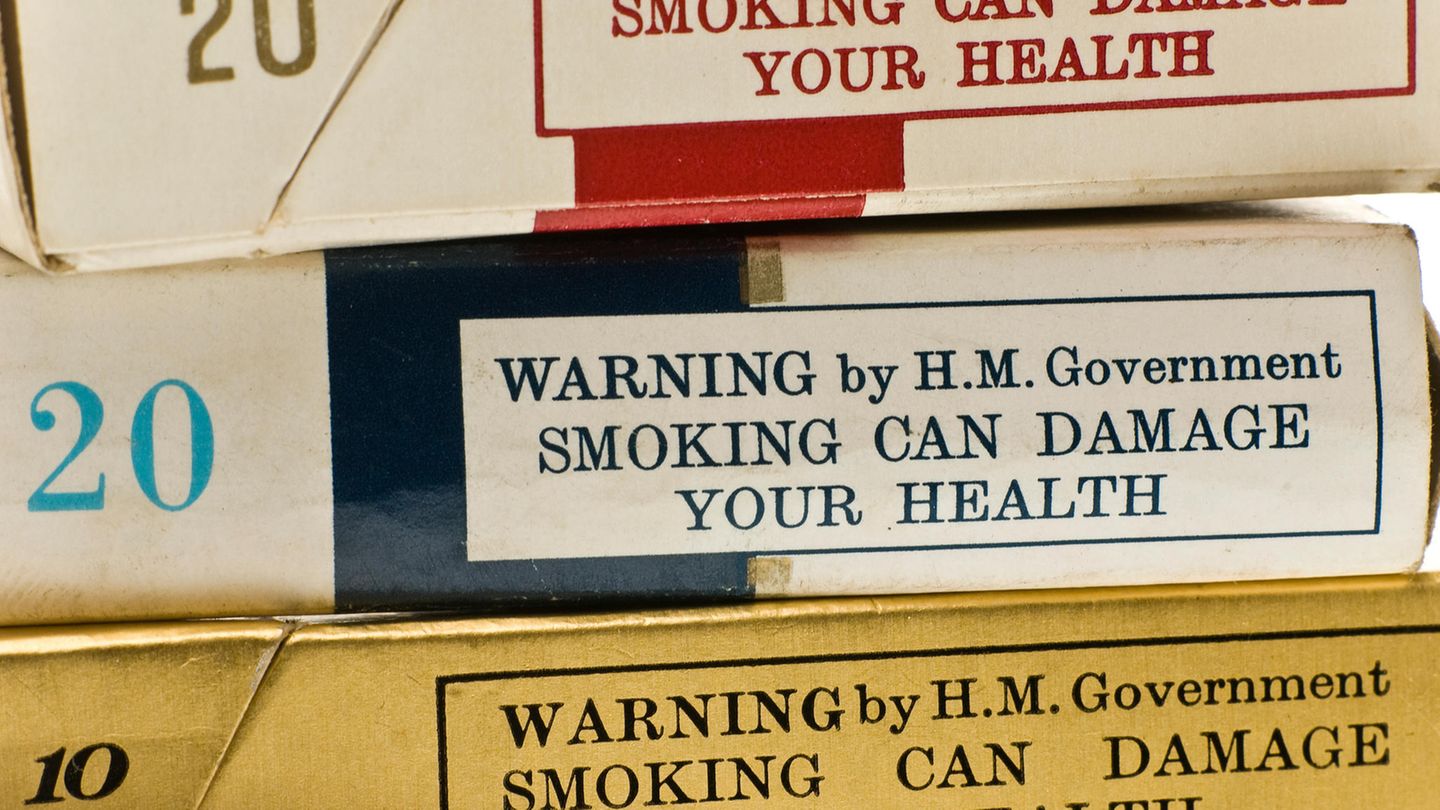 20
SMOKING CAN DAMAGE
YOUR HEALTH
20
WARNING by H.M. Government
SMOKING CAN DAMAGE
YOUR HEALTH
10
WARNING by H.M. Government
SMOKING CAN DAMAGE
HEALTH